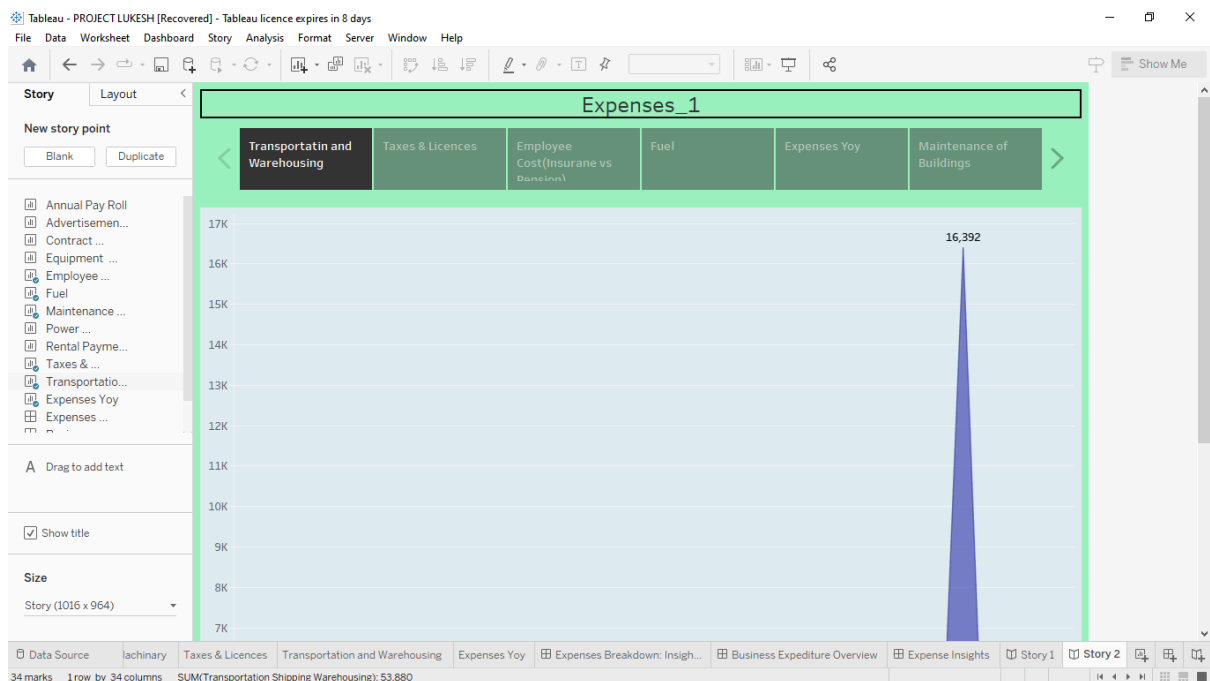 Tableau - PROJECT LUKESH [Recovered] - Tableau licence expires in 8 days
File Data Worksheet Dashboard Story Analysis Format Server Window Help
Show Me
Story Layout
New story point
Blank Duplicate
Annual Pay Roll
Advertisemen...
Contract ...
Equipment ...
Employee ...
Fuel
Maintenance ...
Power ...
Rental Payme...
Taxes & ...
Transportatio...
Expenses Yoy
Expenses ...
A Drag to add text
Show title
Size
Story (1016 x 964)
Expenses_1
Transportatin and
Warehousing
Taxes & Licences
Employee
Cost(Insurane vs
Pension)
Fuel
Expenses Yoy
Maintenance of
Buildings
17K
16,392
16K
15K
14K
13K
12K
11K
10K
9K
8K
7K
Data Source lachinary Taxes & Licences Transportation and Warehousing Expenses Yoy Expenses Breakdown: Insigh... Business Expediture Overview Expense Insights Story 1 Story 2
34 marks 1 row by 34 columns SUM(Transportation Shipping Warehousing): 53,880